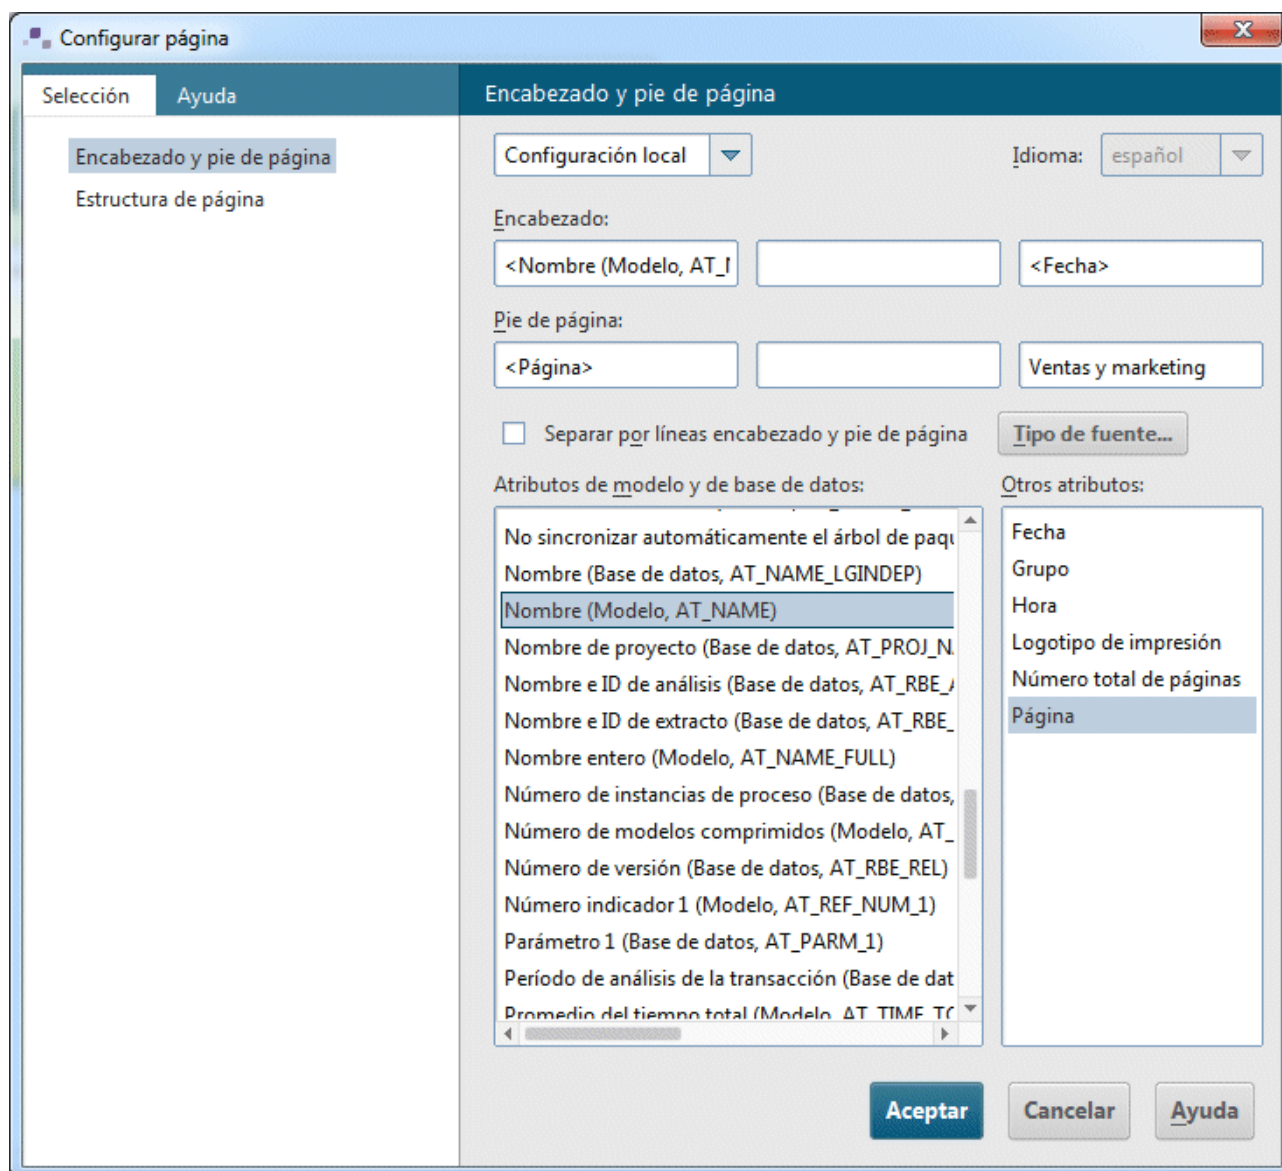 Configurar página
Selección
Ayuda
Encabezado y pie de página
Estructura de página
Encabezado y pie de página
Configuración local
Idioma:
español
Encabezado:
<Nombre (Modelo, AT_
<Fecha>
Pie de página:
<Página>
Ventas y marketing
Separar por líneas encabezado y pie de página
Tipo de fuente...
Atributos de modelo y de base de datos:
No sincronizar automáticamente el árbol de paqu
Nombre (Base de datos, AT_NAME_LGINDEP)
Nombre (Modelo, AT_NAME)
Nombre de proyecto (Base de datos, AT_PROJ_N
Nombre e ID de análisis (Base de datos, AT_RBE_
Nombre e ID de extracto (Base de datos, AT_RBE_
Nombre entero (Modelo, AT_NAME_FULL)
Número de instancias de proceso (Base de datos,
Número de modelos comprimidos (Modelo, AT_
Número de versión (Base de datos, AT_RBE_REL)
Número indicador 1 (Modelo, AT_REF_NUM_1)
Parámetro 1 (Base de datos, AT_PARM_1)
Período de análisis de la transacción (Base de dat
Promedio del tiempo total (Modelo, AT_TIME_TO
Otros atributos:
Fecha
Grupo
Hora
Logotipo de impresión
Número total de páginas
Página
Aceptar
Cancelar
Ayuda